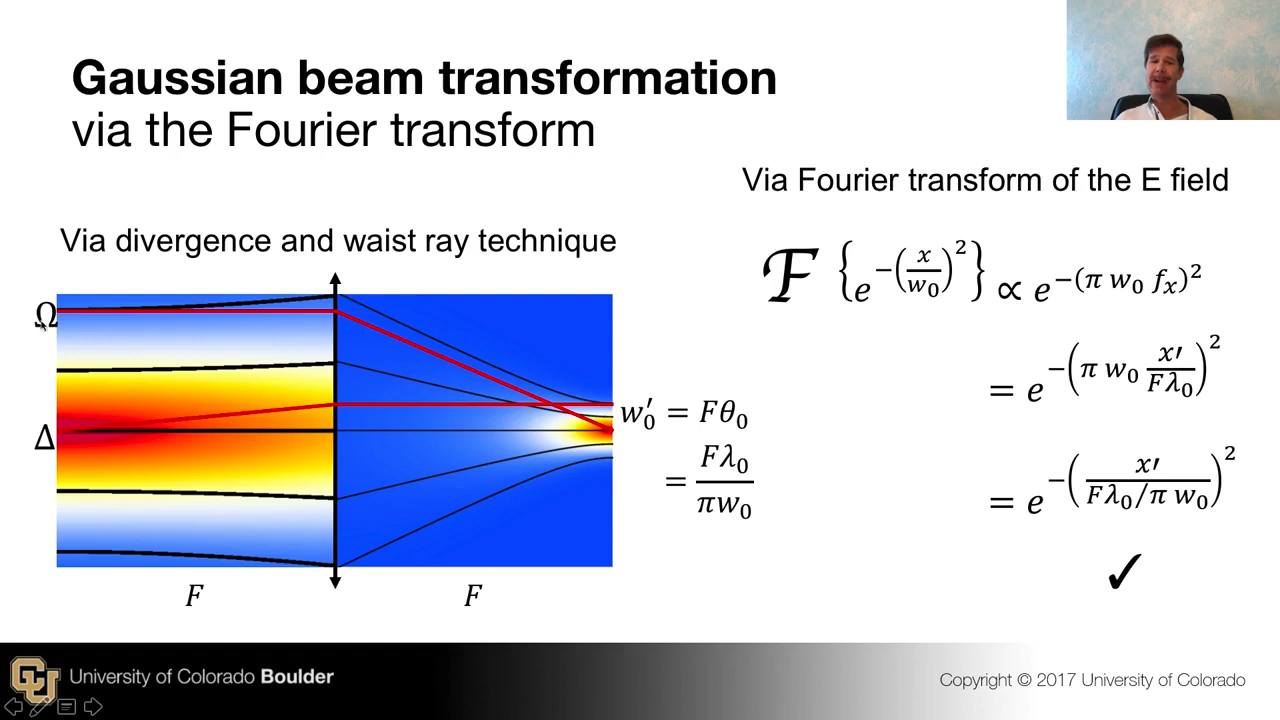 Gaussian beam transformation
via the Fourier transform
Via Fourier transform of the E field
Via divergence and waist ray technique
ℱ {e^{-(x/w₀)^2}} ∝ e^{-(π w₀ f_x)^2}
= e^{-(π w₀ x′/Fλ₀)^2}
= e^{-(x′/(Fλ₀/π w₀))^2}
✓
Ω
Δ
w₀′ = Fθ₀
= Fλ₀/πw₀
F F
CU University of Colorado Boulder
Copyright © 2017 University of Colorado